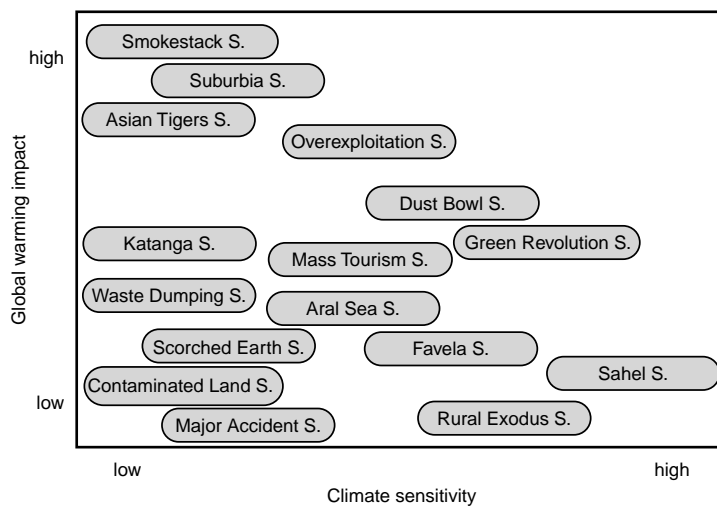 Smokestack S.
high
Suburbia S.
Asian Tigers S.
Overexploitation S.
Dust Bowl S.
Katanga S.
Green Revolution S.
Mass Tourism S.
Waste Dumping S.
Aral Sea S.
Scorched Earth S.
Favela S.
Sahel S.
Contaminated Land S.
low
Rural Exodus S.
Major Accident S.
Global warming impact
low
high
Climate sensitivity